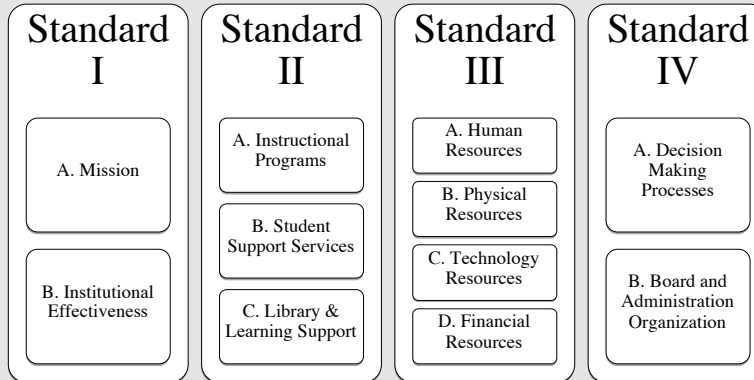 Standard
I
A. Mission
B. Institutional
Effectiveness
Standard
II
A. Instructional
Programs
B. Student
Support Services
C. Library &
Learning Support
Standard
III
A. Human
Resources
B. Physical
Resources
C. Technology
Resources
D. Financial
Resources
Standard
IV
A. Decision
Making
Processes
B. Board and
Administration
Organization